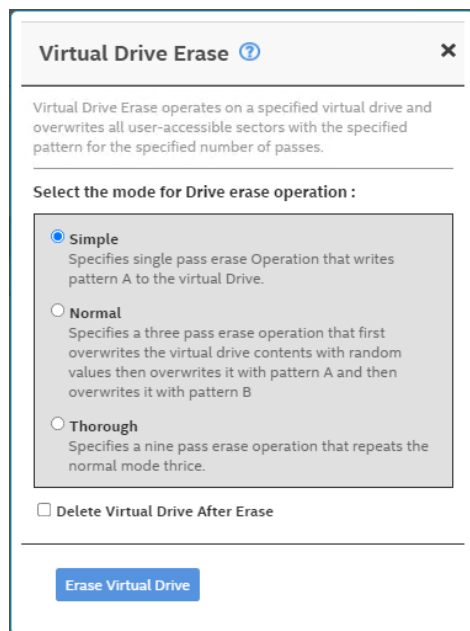 Virtual Drive Erase ?
Virtual Drive Erase operates on a specified virtual drive and
overwrites all user-accessible sectors with the specified
pattern for the specified number of passes.
Select the mode for Drive erase operation :
Simple
Specifies single pass erase Operation that writes
pattern A to the virtual Drive.
Normal
Specifies a three pass erase operation that first
overwrites the virtual drive contents with random
values then overwrites it with pattern A and then
overwrites it with pattern B
Thorough
Specifies a nine pass erase operation that repeats the
normal mode thrice.
Delete Virtual Drive After Erase
Erase Virtual Drive